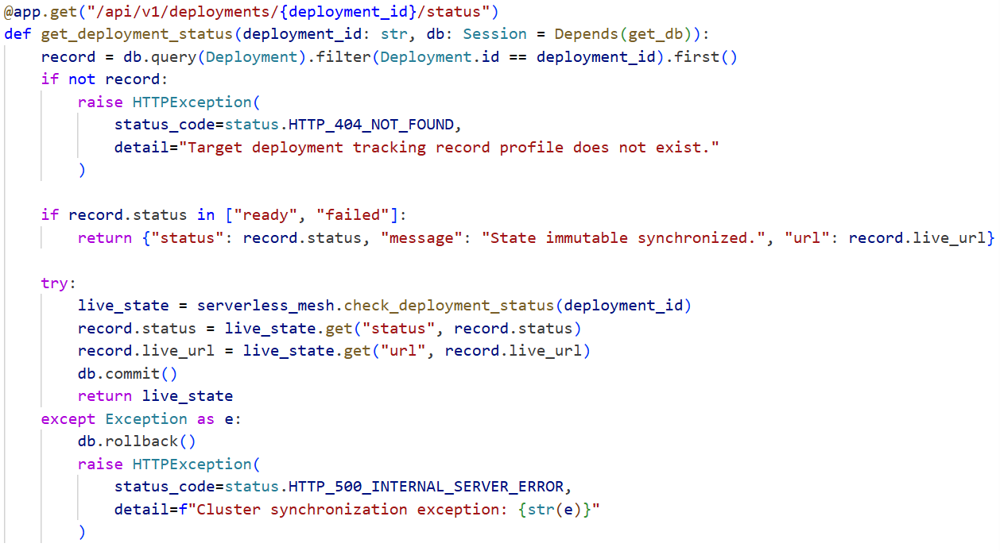 @app.get("/api/v1/deployments/{deployment_id}/status")
def get_deployment_status(deployment_id: str, db: Session = Depends(get_db)):
    record = db.query(Deployment).filter(Deployment.id == deployment_id).first()
    if not record:
        raise HTTPException(
            status_code=status.HTTP_404_NOT_FOUND,
            detail="Target deployment tracking record profile does not exist."
        )

    if record.status in ["ready", "failed"]:
        return {"status": record.status, "message": "State immutable synchronized.", "url": record.live_url}

    try:
        live_state = serverless_mesh.check_deployment_status(deployment_id)
        record.status = live_state.get("status", record.status)
        record.live_url = live_state.get("url", record.live_url)
        db.commit()
        return live_state
    except Exception as e:
        db.rollback()
        raise HTTPException(
            status_code=status.HTTP_500_INTERNAL_SERVER_ERROR,
            detail=f"Cluster synchronization exception: {str(e)}"
        )